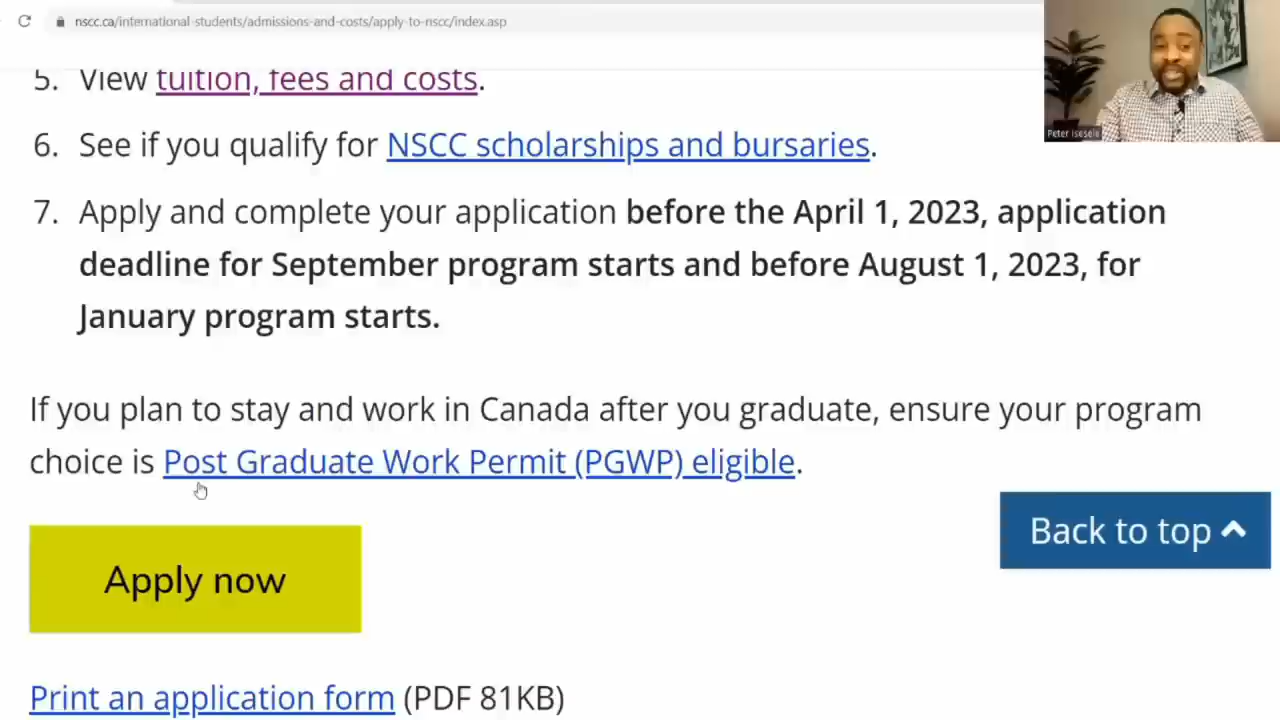 nscc.ca/international-students/admissions-and-costs/apply-to-nscc/index.asp
5. View tuition, fees and costs.
Peter Isesele
6. See if you qualify for NSCC scholarships and bursaries.
7. Apply and complete your application before the April 1, 2023, application
deadline for September program starts and before August 1, 2023, for
January program starts.
If you plan to stay and work in Canada after you graduate, ensure your program
choice is Post Graduate Work Permit (PGWP) eligible.
Back to top
Apply now
Print an application form (PDF 81KB)